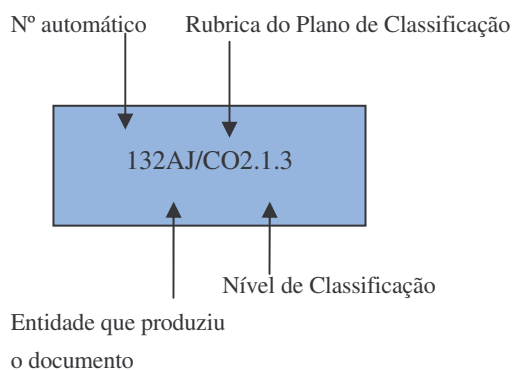 Nº automático
Rubrica do Plano de Classificação
132AJ/CO2.1.3
Nível de Classificação
Entidade que produziu
o documento